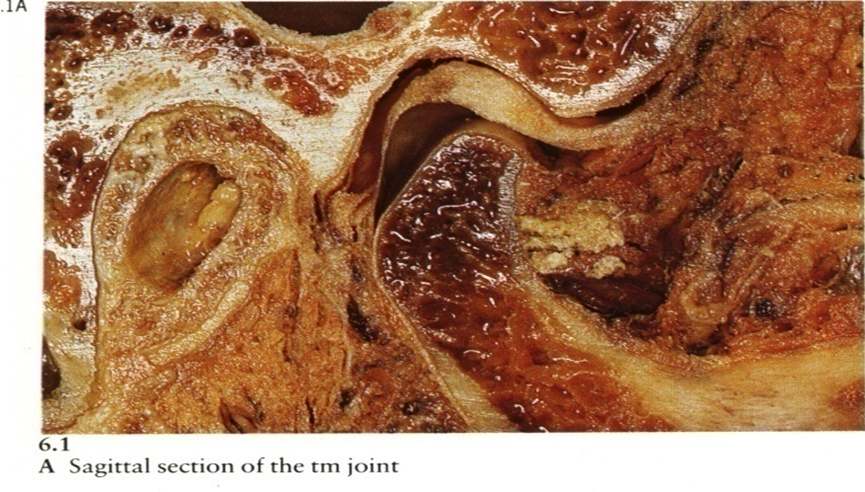 .1A
6.1
A Sagittal section of the tm joint